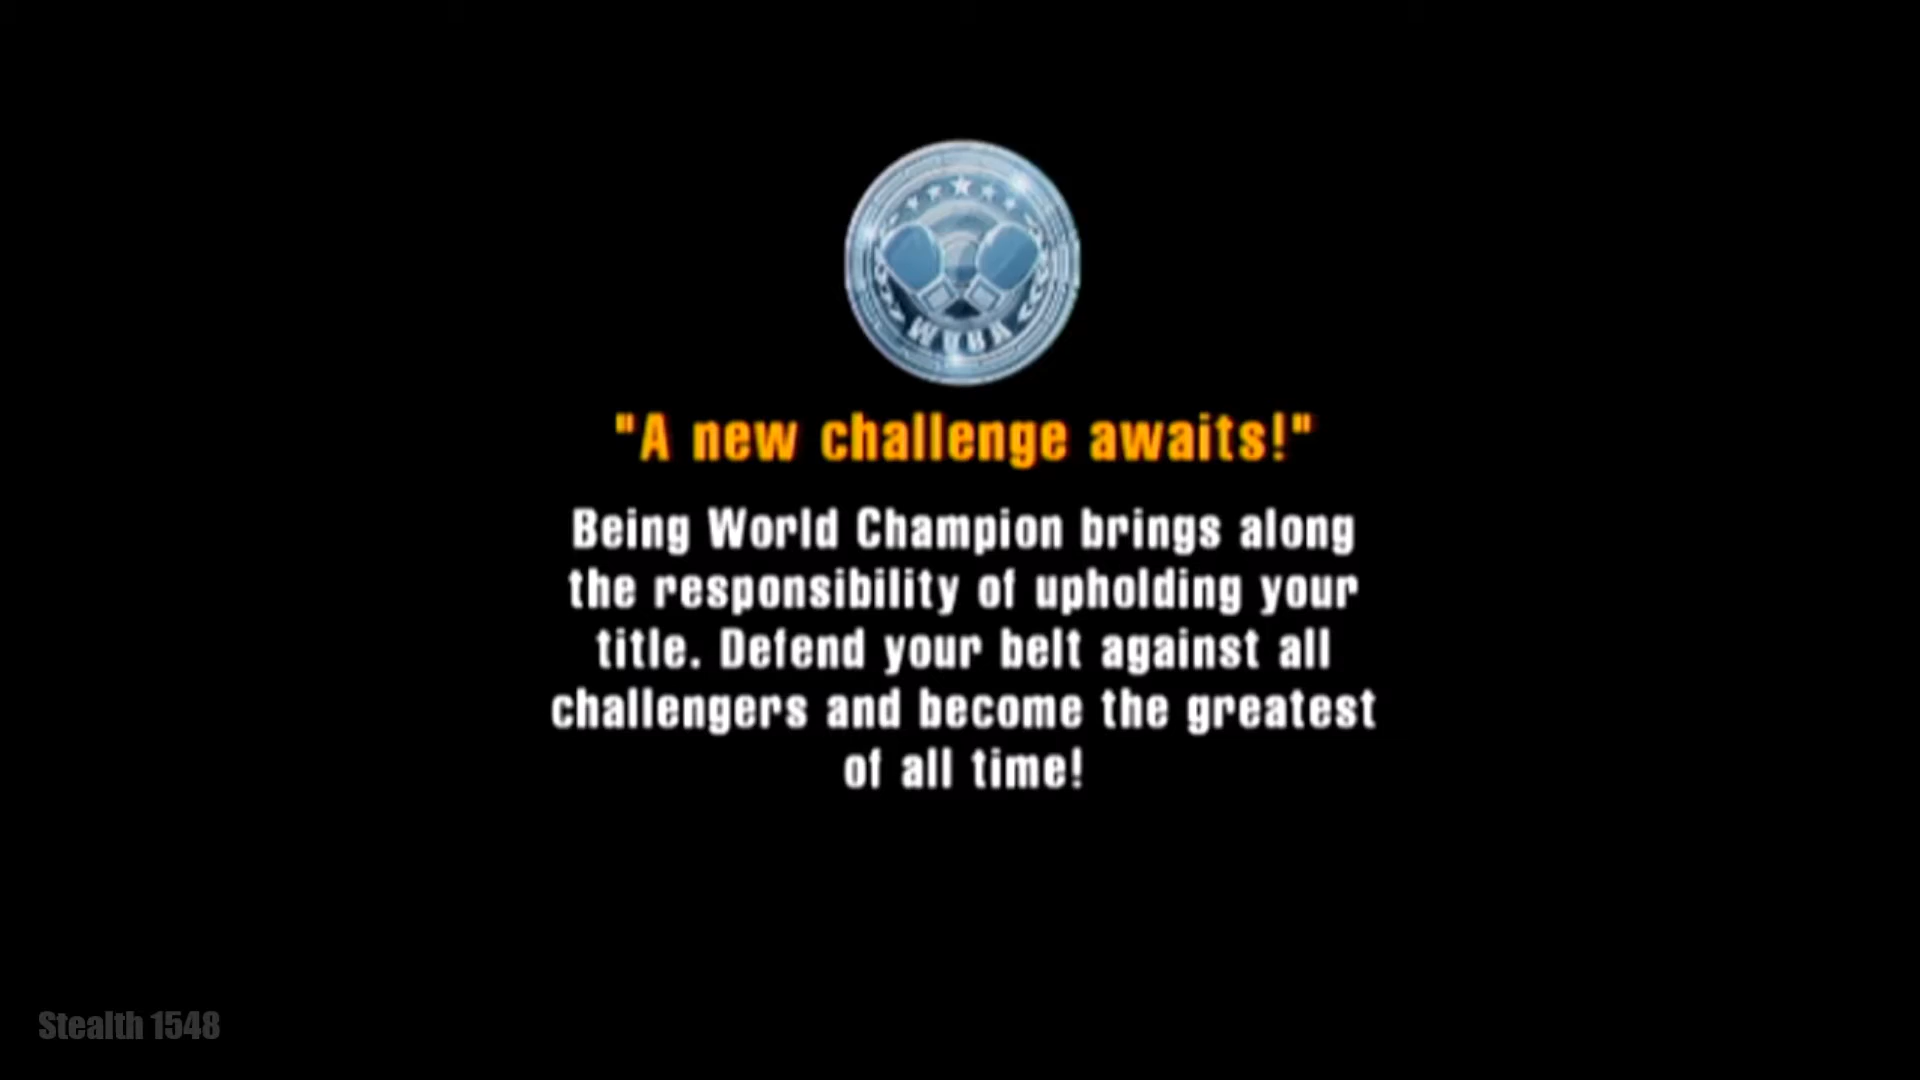 WVBA
"A new challenge awaits!"
Being World Champion brings along
the responsibility of upholding your
title. Defend your belt against all
challengers and become the greatest
of all time!
Stealth 1548